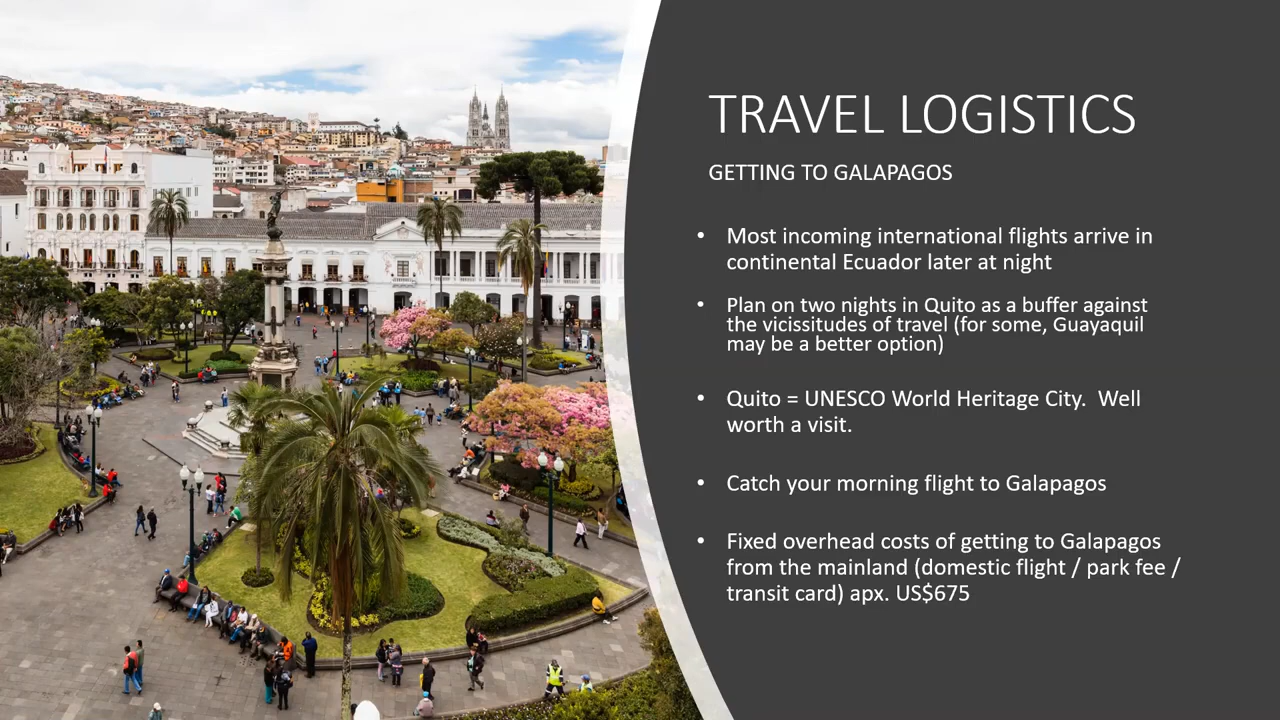 TRAVEL LOGISTICS
GETTING TO GALAPAGOS
• Most incoming international flights arrive in
continental Ecuador later at night
• Plan on two nights in Quito as a buffer against
the vicissitudes of travel (for some, Guayaquil
may be a better option)
• Quito = UNESCO World Heritage City.  Well
worth a visit.
• Catch your morning flight to Galapagos
• Fixed overhead costs of getting to Galapagos
from the mainland (domestic flight / park fee /
transit card) apx. US$675